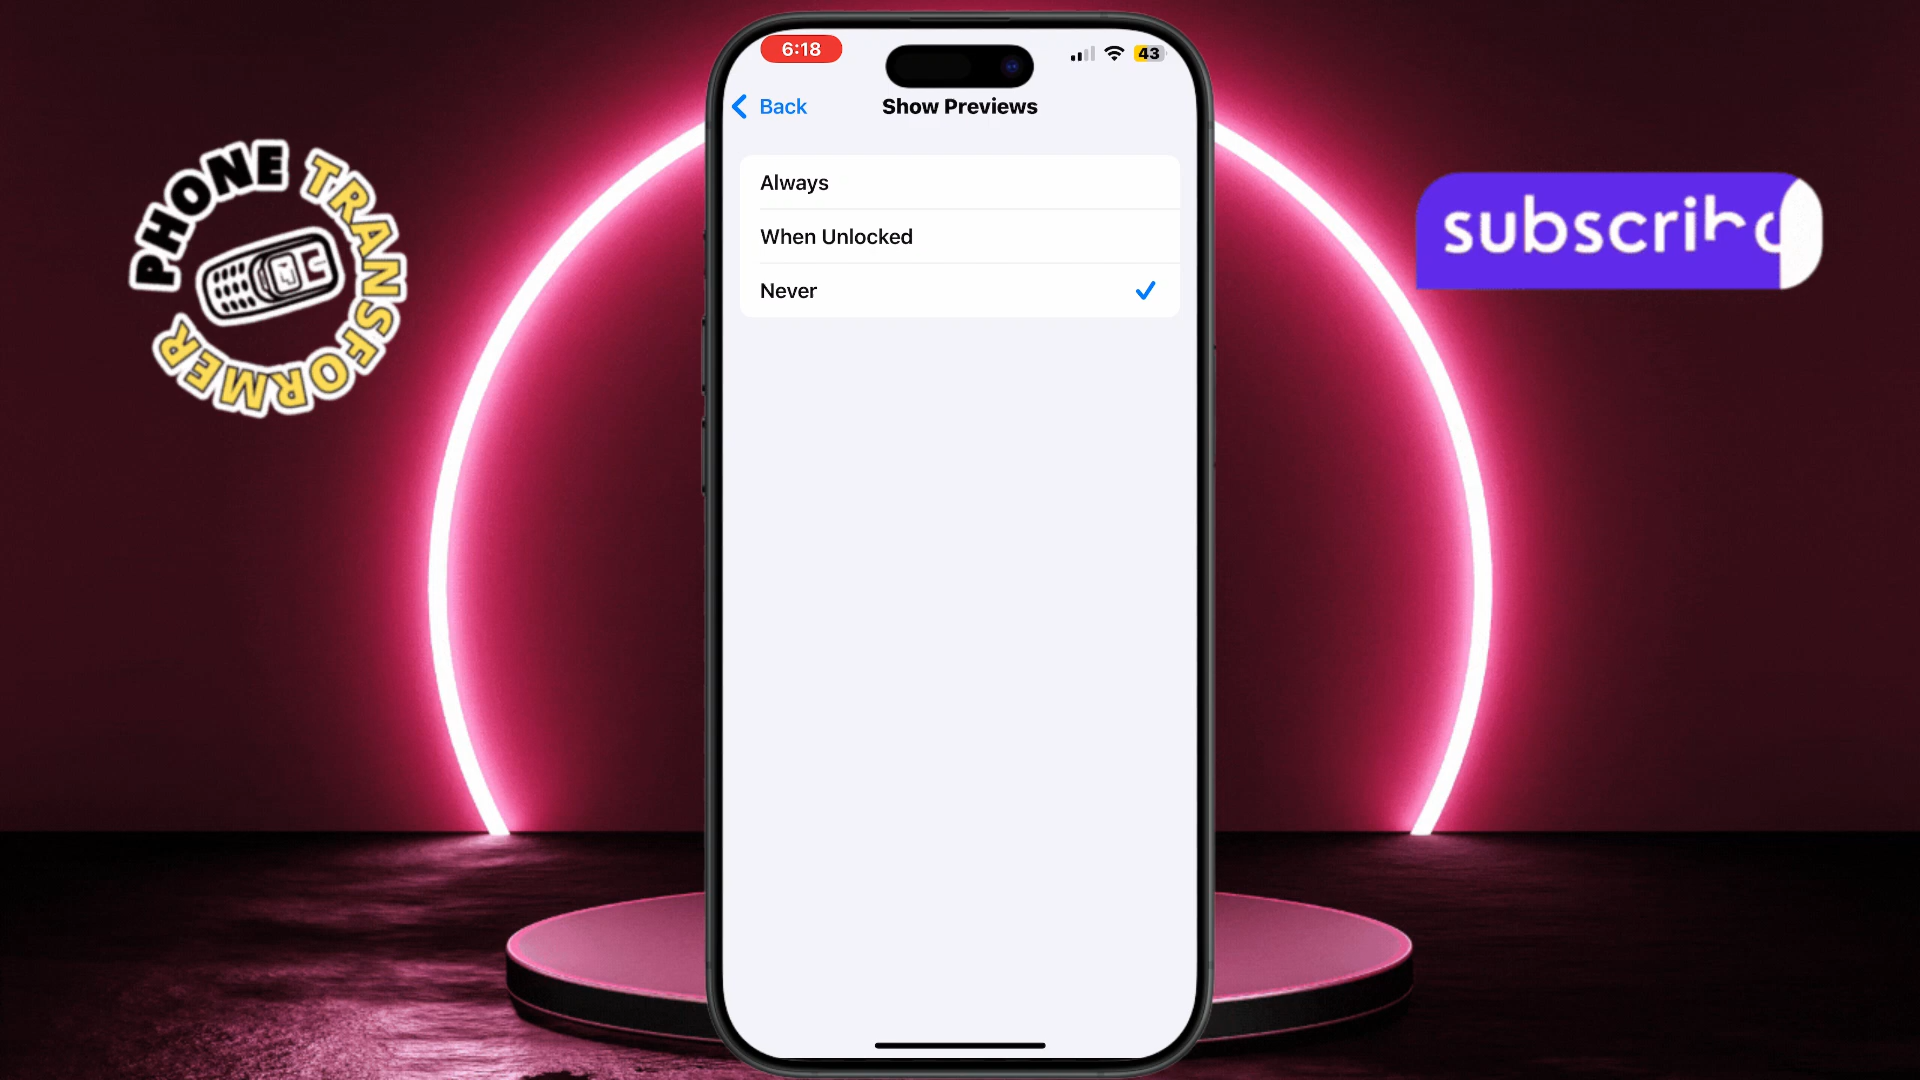 PHONE TRANSFORMER
6:18
43
Back
Show Previews
Always
When Unlocked
Never